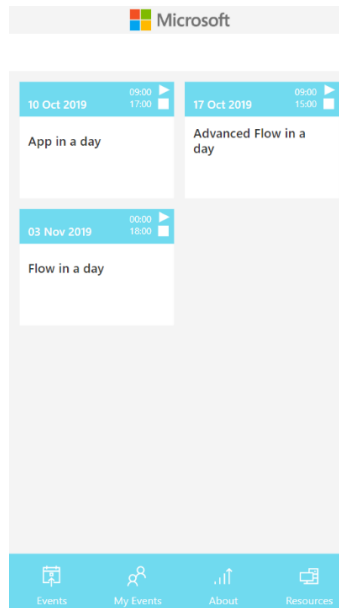 Microsoft
09:00
10 Oct 2019 17:00
App in a day
09:00
17 Oct 2019 15:00
Advanced Flow in a
day
00:00
03 Nov 2019 18:00
Flow in a day
Events My Events About Resources